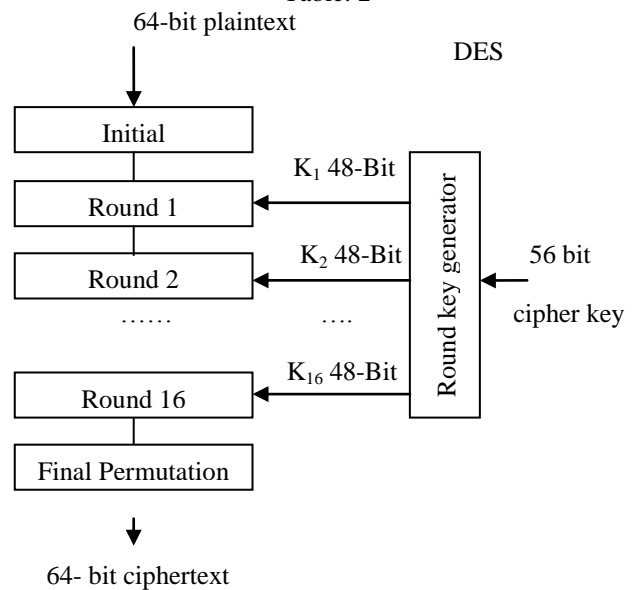 64-bit plaintext
DES
Initial
K₁ 48-Bit
Round 1
K₂ 48-Bit
Round 2
Round key generator
56 bit
cipher key
...... ....
K₁₆ 48-Bit
Round 16
Final Permutation
64- bit ciphertext